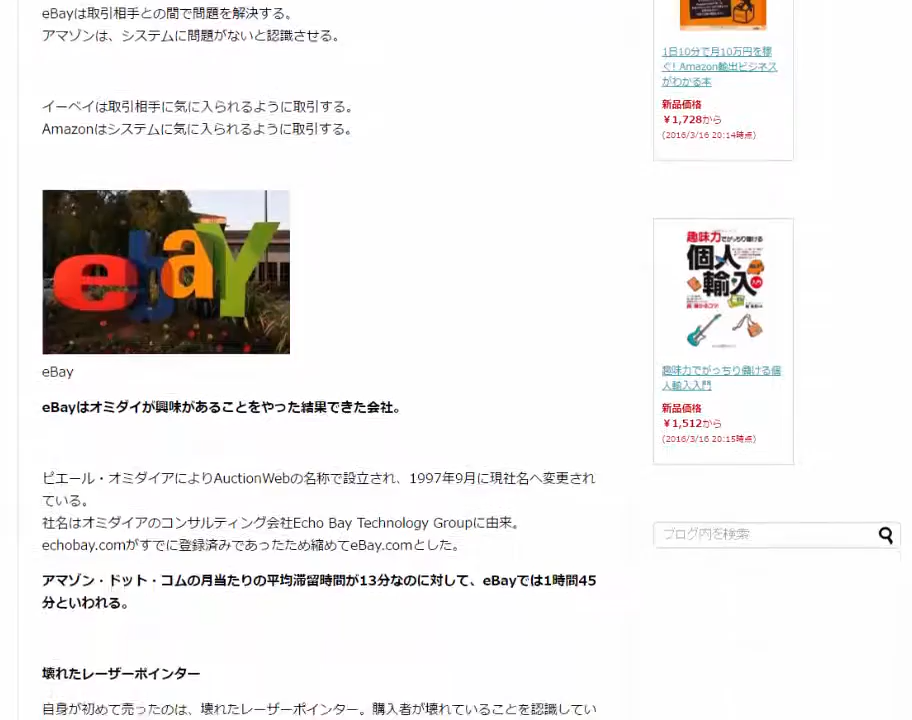 eBayは取引相手との間で問題を解決する。
アマゾンは、システムに問題がないと認識させる。
イーベイは取引相手に気に入られるように取引する。
Amazonはシステムに気に入られるように取引する。
ebay
eBay
eBayはオミダイが興味があることをやった結果できた会社。
ピエール・オミダイアによりAuctionWebの名称で設立され、1997年9月に現社名へ変更され
ている。
社名はオミダイアのコンサルティング会社Echo Bay Technology Groupに由来。
echobay.comがすでに登録済みであったため縮めてeBay.comとした。
アマゾン・ドット・コムの月当たりの平均滞留時間が13分なのに対して、eBayでは1時間45
分といわれる。
壊れたレーザーポインター
自身が初めて売ったのは、壊れたレーザーポインター。購入者が壊れていることを認識してい
1日10分で月10万円を稼
ぐ! Amazon輸出ビジネス
がわかる本
新品価格
￥1,728から
(2016/3/16 20:14時点)
趣味力でがっちり儲ける
個人
輸入
入門
趣味力でがっちり儲ける個
人輸入入門
新品価格
￥1,512から
(2016/3/16 20:15時点)
ブログ内を検索